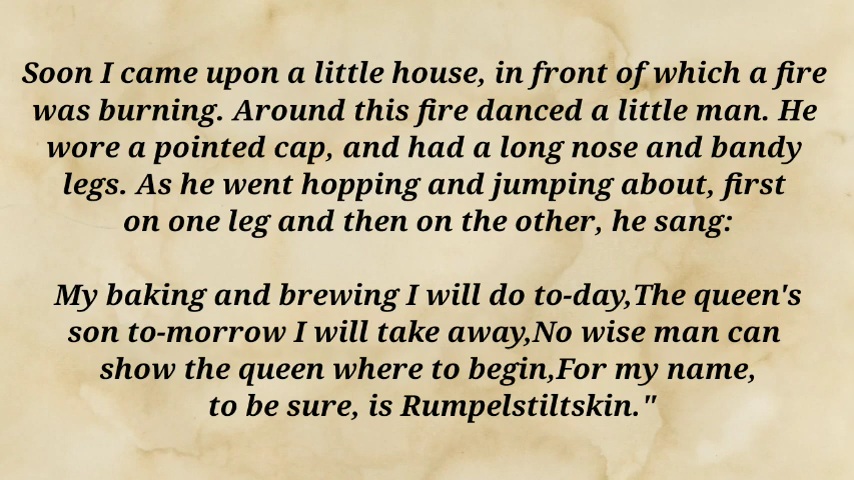 Soon I came upon a little house, in front of which a fire
was burning. Around this fire danced a little man. He
wore a pointed cap, and had a long nose and bandy
legs. As he went hopping and jumping about, first
on one leg and then on the other, he sang:
My baking and brewing I will do to-day,The queen's
son to-morrow I will take away,No wise man can
show the queen where to begin,For my name,
to be sure, is Rumpelstiltskin."